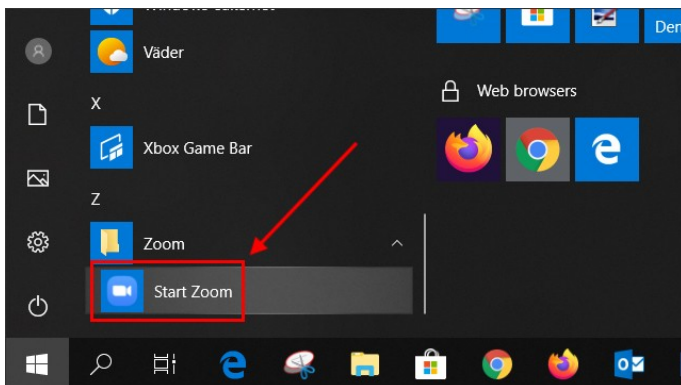 Väder
X
Xbox Game Bar
Z
Zoom
Start Zoom
Web browsers